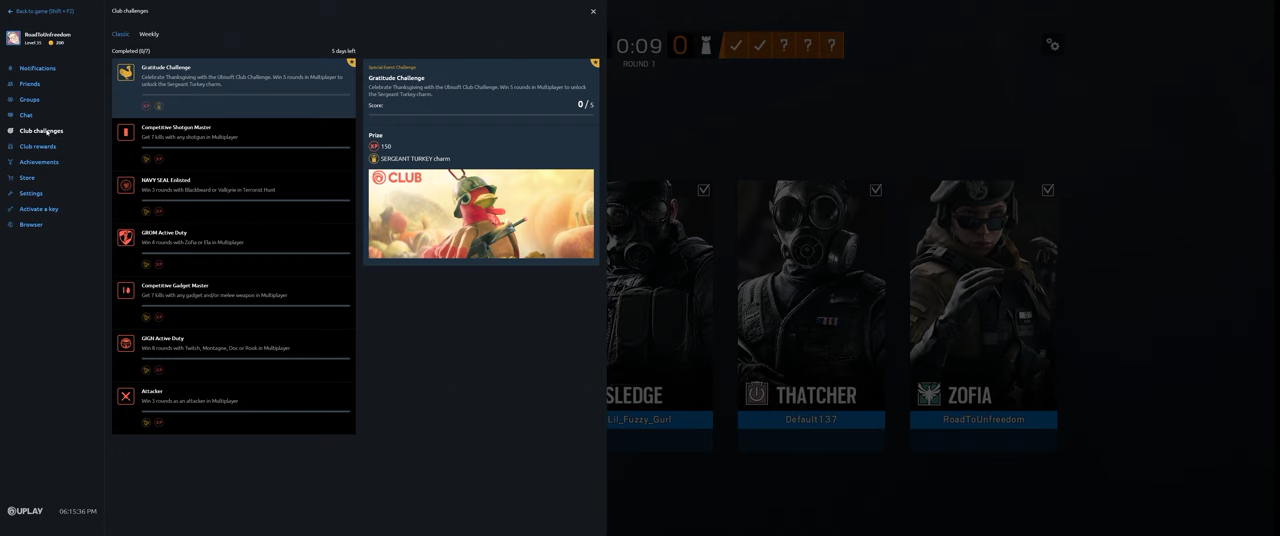 Back to game (Shift + F2)
RoadToUnfreedom
Level 35 200
Notifications
Friends
Groups
Chat
Club challenges
Club rewards
Achievements
Store
Settings
Activate a key
Browser
UPLAY 06:15:36 PM
Club challenges
Classic Weekly
Completed (0/7) 5 days left
Gratitude Challenge
Celebrate Thanksgiving with the Ubisoft Club Challenge. Win 5 rounds in Multiplayer to
unlock the Sergeant Turkey charm.
XP
Competitive Shotgun Master
Get 7 kills with any shotgun in Multiplayer
XP
NAVY SEAL Enlisted
Win 3 rounds with Blackbeard or Valkyrie in Terrorist Hunt
XP
GROM Active Duty
Win 4 rounds with Zofia or Ela in Multiplayer
XP
Competitive Gadget Master
Get 7 kills with any gadget and/or melee weapon in Multiplayer
XP
GIGN Active Duty
Win 8 rounds with Twitch, Montagne, Doc or Rook in Multiplayer
XP
Attacker
Win 3 rounds as an attacker in Multiplayer
XP
Special Event Challenge
Gratitude Challenge
Celebrate Thanksgiving with the Ubisoft Club Challenge. Win 5 rounds in Multiplayer to unlock
the Sergeant Turkey charm.
Score: 0 / 5
Prize
XP 150
SERGEANT TURKEY charm
CLUB
0:09 0 ? ? ?
ROUND 1
SLEDGE THATCHER ZOFIA
Lil_Fuzzy_Gurl Default137 RoadToUnfreedom